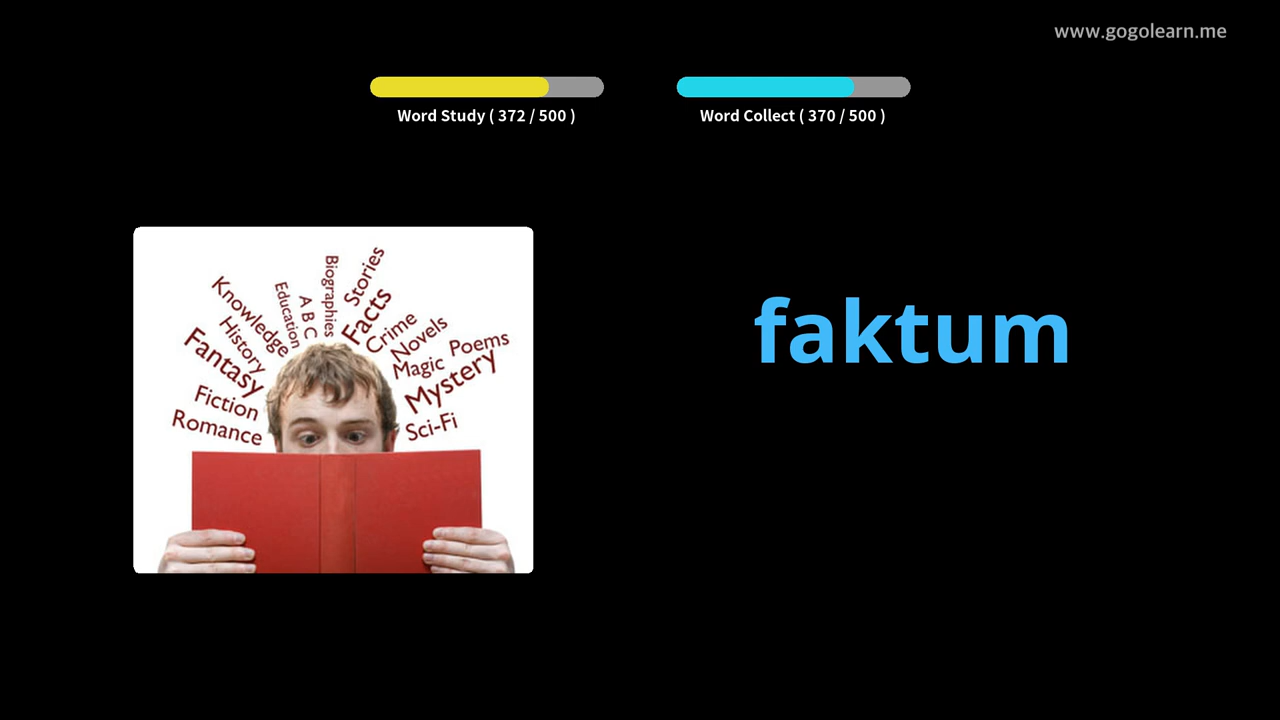 www.gogolearn.me
Word Study ( 372 / 500 )
Word Collect ( 370 / 500 )
Knowledge
History
Fantasy
Fiction
Romance
Education
A B C
Biographies
Stories
Facts
Crime
Novels
Magic
Poems
Mystery
Sci-Fi
faktum